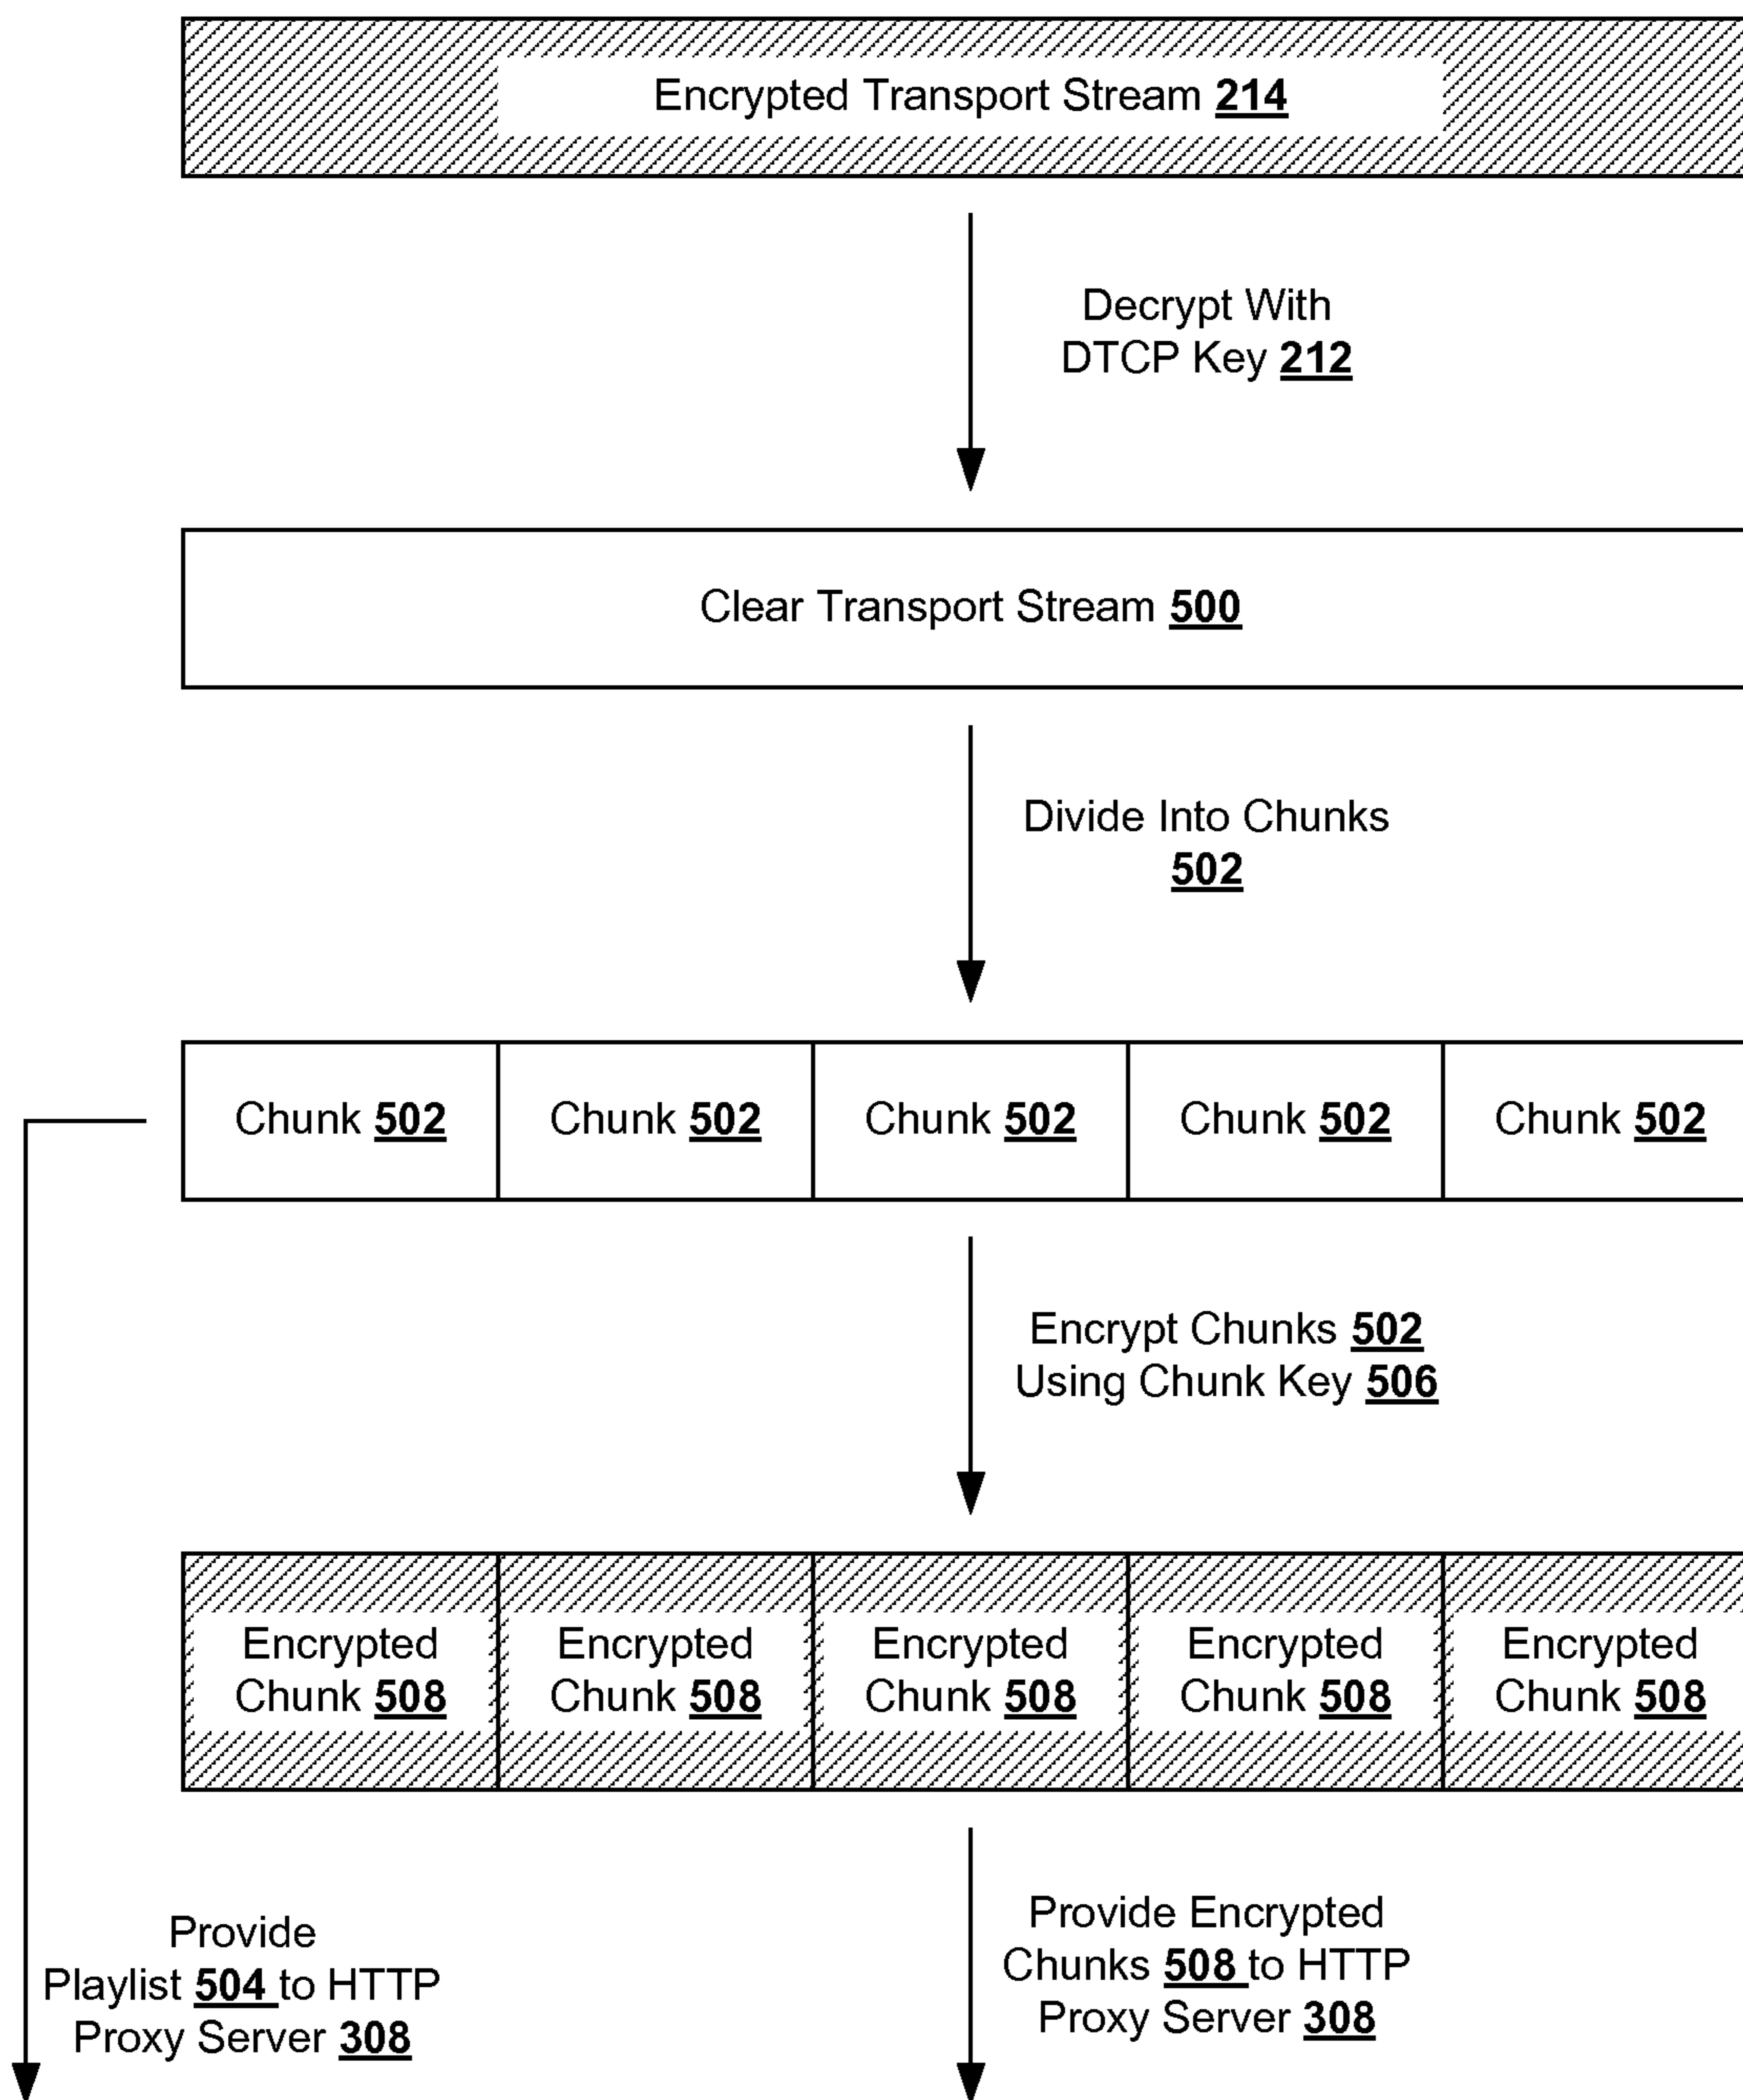 Encrypted Transport Stream 214
Decrypt With
DTCP Key 212
Clear Transport Stream 500
Divide Into Chunks
502
Chunk 502
Chunk 502
Chunk 502
Chunk 502
Chunk 502
Encrypt Chunks 502
Using Chunk Key 506
Encrypted
Chunk 508
Encrypted
Chunk 508
Encrypted
Chunk 508
Encrypted
Chunk 508
Encrypted
Chunk 508
Provide
Playlist 504 to HTTP
Proxy Server 308
Provide Encrypted
Chunks 508 to HTTP
Proxy Server 308